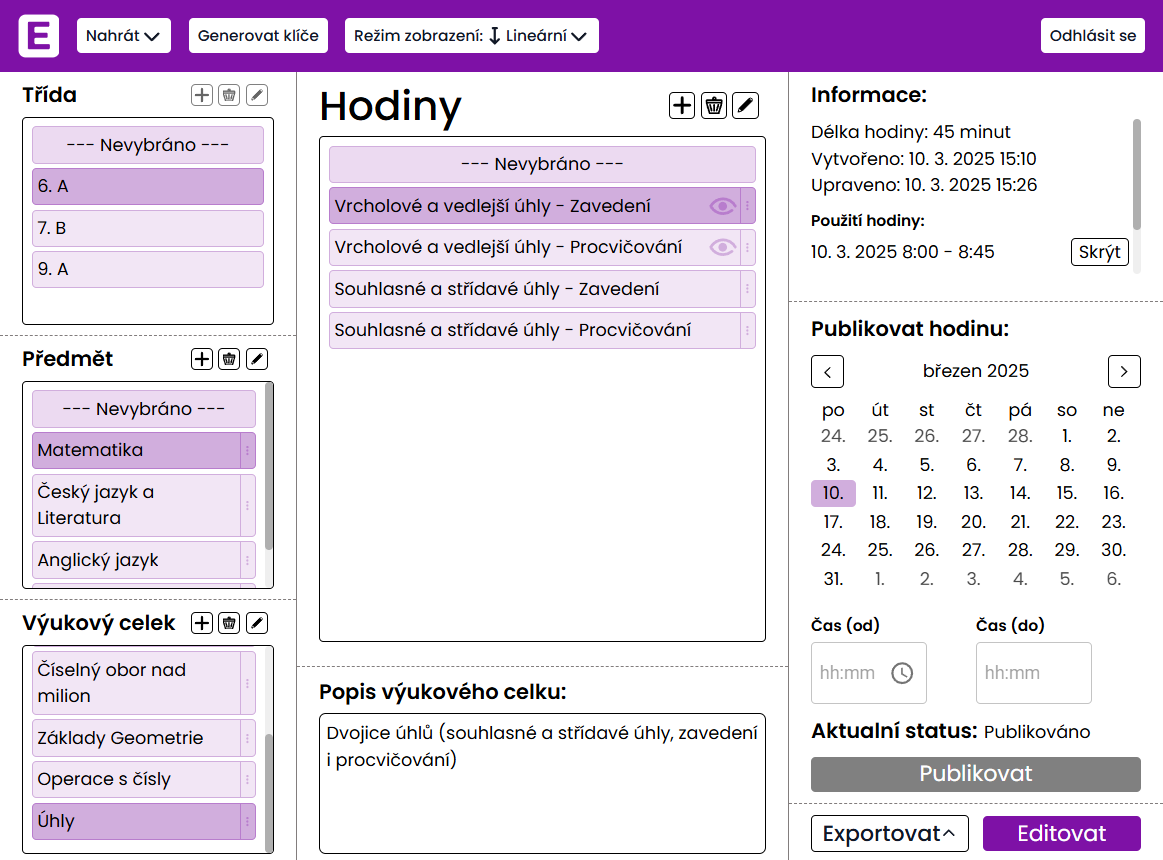 E
Nahrát
Generovat klíče
Režim zobrazení: Lineární
Odhlásit se
Třída
--- Nevybráno ---
6. A
7. B
9. A
Předmět
--- Nevybráno ---
Matematika
Český jazyk a
Literatura
Anglický jazyk
Výukový celek
Číselný obor nad
milion
Základy Geometrie
Operace s čísly
Úhly
Hodiny
--- Nevybráno ---
Vrcholové a vedlejší úhly - Zavedení
Vrcholové a vedlejší úhly - Procvičování
Souhlasné a střídavé úhly - Zavedení
Souhlasné a střídavé úhly - Procvičování
Popis výukového celku:
Dvojice úhlů (souhlasné a střídavé úhly, zavedení
i procvičování)
Informace:
Délka hodiny: 45 minut
Vytvořeno: 10. 3. 2025 15:10
Upraveno: 10. 3. 2025 15:26
Použití hodiny:
10. 3. 2025 8:00 - 8:45 Skrýt
Publikovat hodinu:
březen 2025
po út st čt pá so ne
24. 25. 26. 27. 28. 1. 2.
3. 4. 5. 6. 7. 8. 9.
10. 11. 12. 13. 14. 15. 16.
17. 18. 19. 20. 21. 22. 23.
24. 25. 26. 27. 28. 29. 30.
31. 1. 2. 3. 4. 5. 6.
Čas (od) Čas (do)
hh:mm hh:mm
Aktualní status: Publikováno
Publikovat
Exportovat Editovat